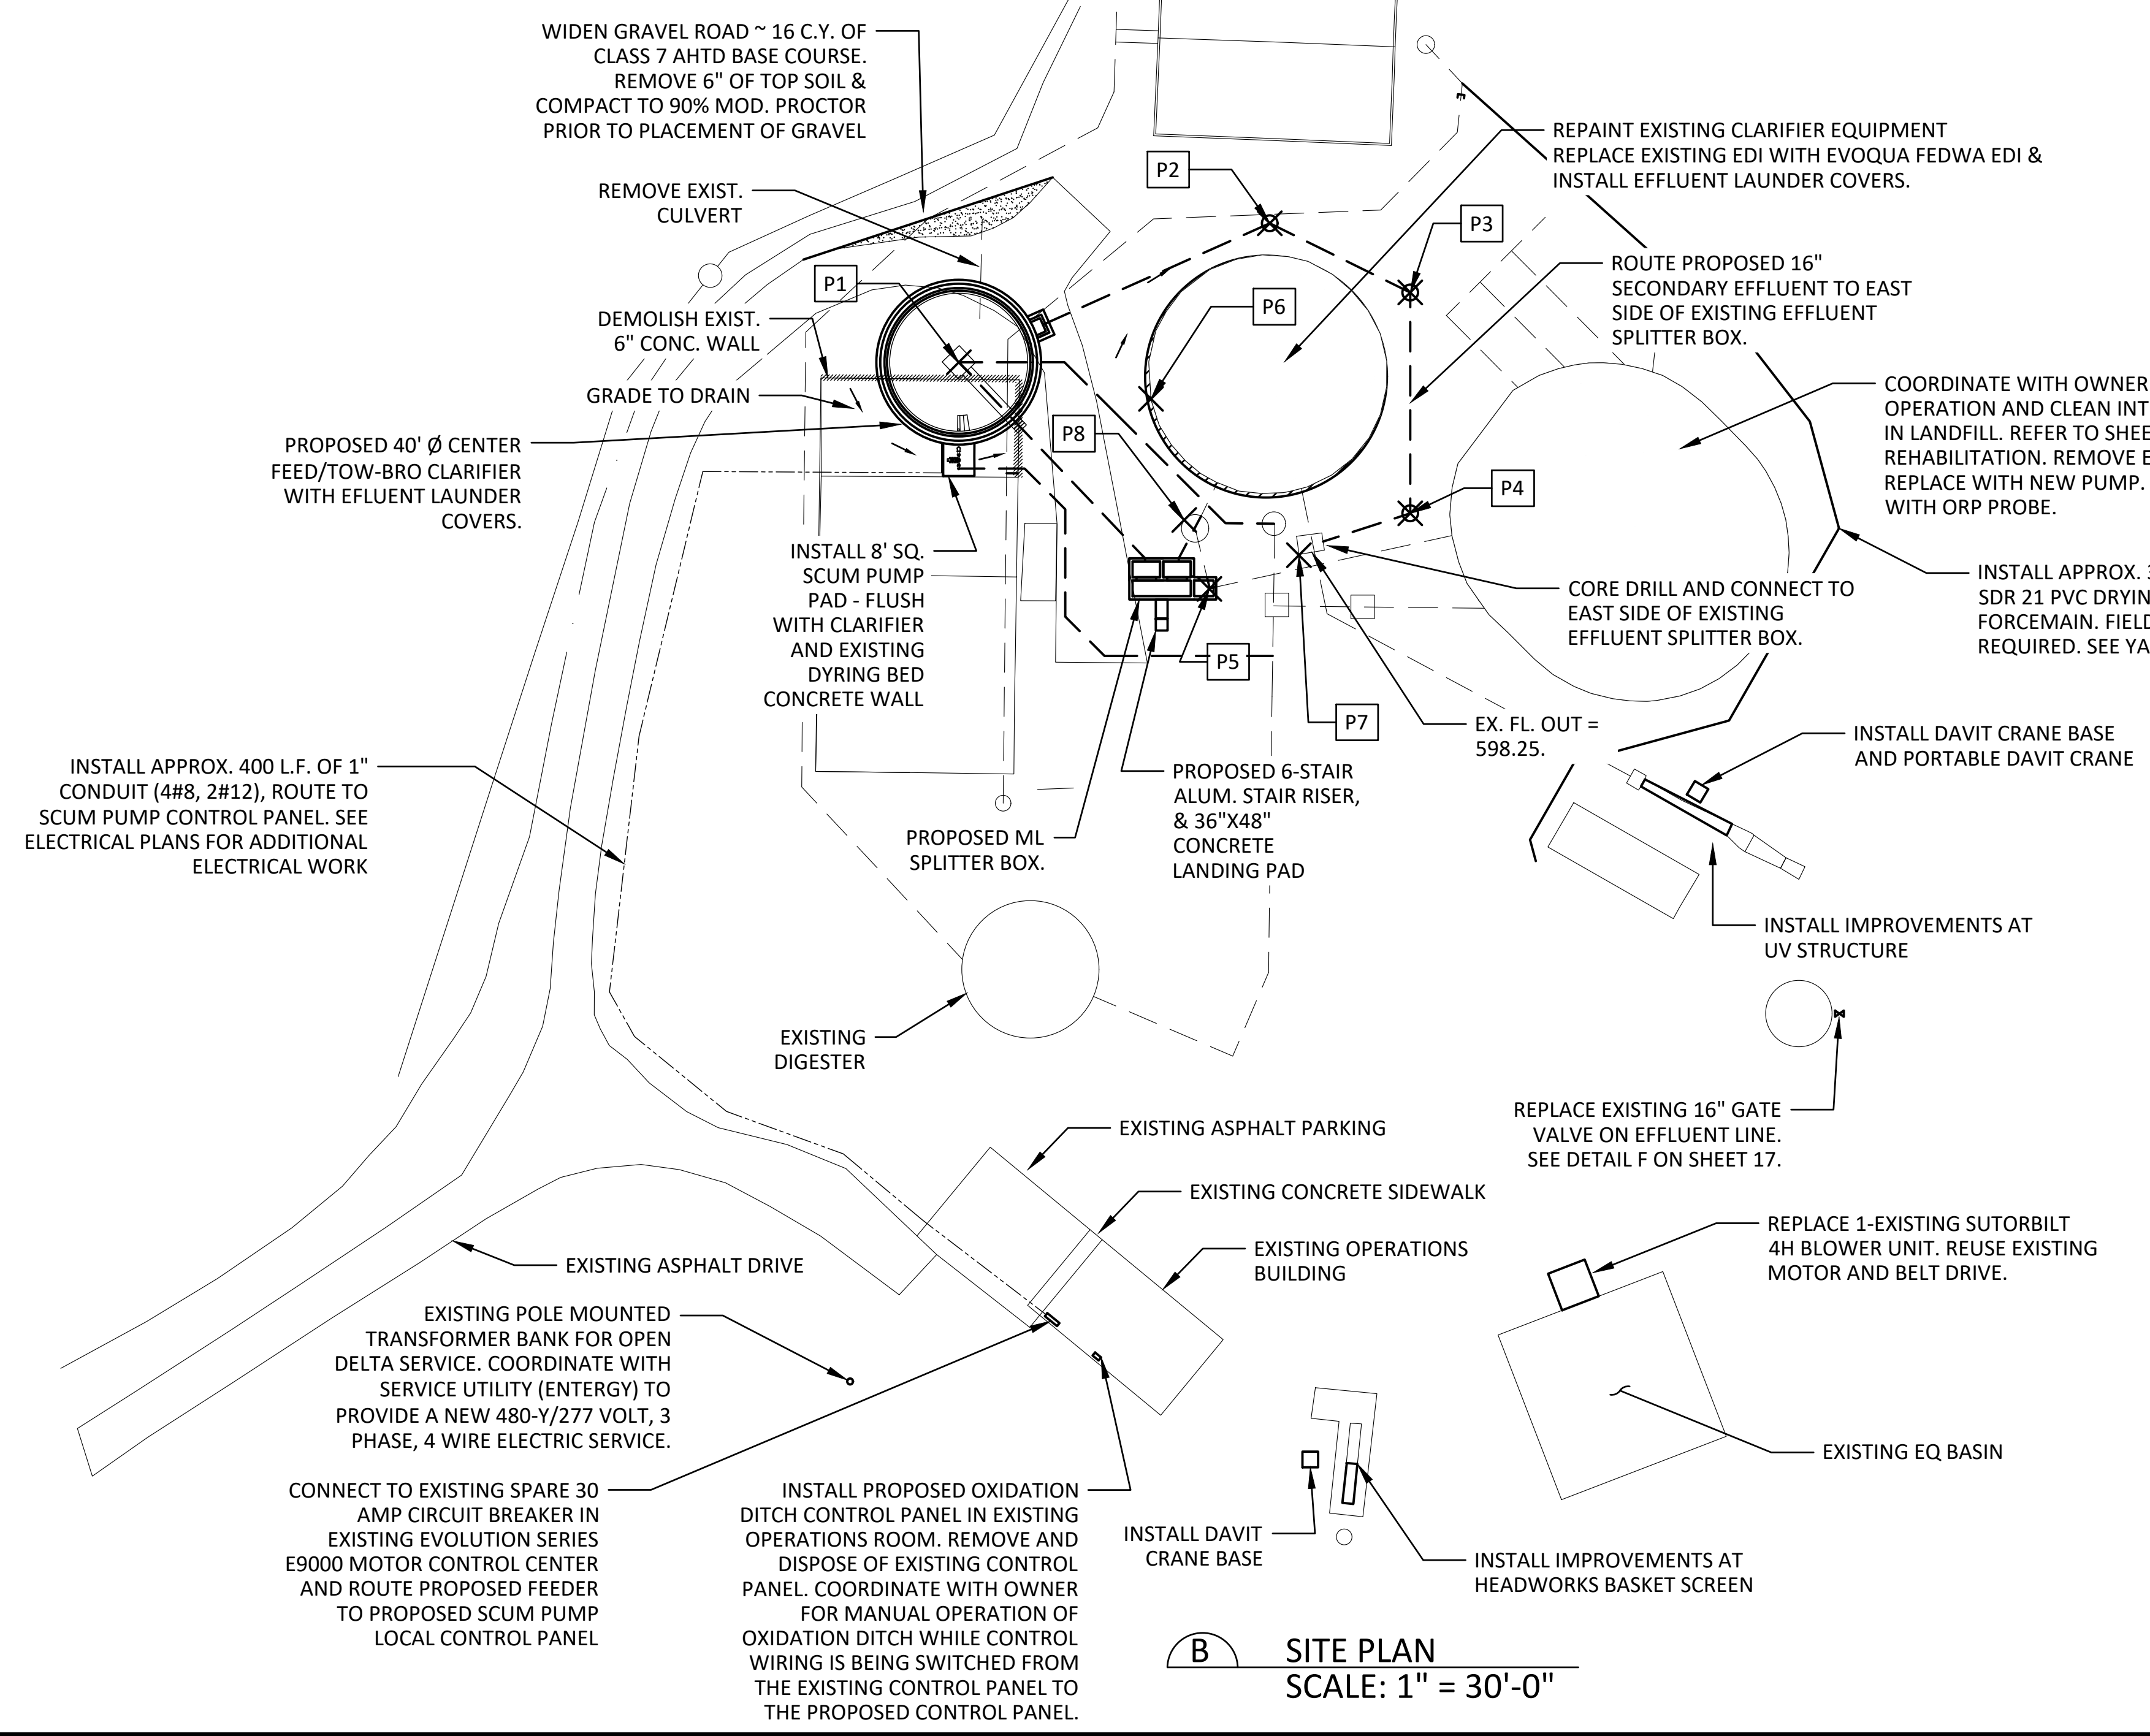 WIDEN GRAVEL ROAD ~ 16 C.Y. OF
CLASS 7 AHTD BASE COURSE.
REMOVE 6" OF TOP SOIL &
COMPACT TO 90% MOD. PROCTOR
PRIOR TO PLACEMENT OF GRAVEL
REPAINT EXISTING CLARIFIER EQUIPMENT
REPLACE EXISTING EDI WITH EVOQUA FEDWA EDI &
INSTALL EFFLUENT LAUNDER COVERS.
P2
REMOVE EXIST.
CULVERT
P3
P1
P6
ROUTE PROPOSED 16"
SECONDARY EFFLUENT TO EAST
SIDE OF EXISTING EFFLUENT
SPLITTER BOX.
DEMOLISH EXIST.
6" CONC. WALL
GRADE TO DRAIN
COORDINATE WITH OWNER
OPERATION AND CLEAN INT
IN LANDFILL. REFER TO SHEE
REHABILITATION. REMOVE E
REPLACE WITH NEW PUMP.
WITH ORP PROBE.
PROPOSED 40' Ø CENTER
FEED/TOW-BRO CLARIFIER
WITH EFLUENT LAUNDER
COVERS.
P8
P4
INSTALL 8' SQ.
SCUM PUMP
PAD - FLUSH
WITH CLARIFIER
AND EXISTING
DYRING BED
CONCRETE WALL
CORE DRILL AND CONNECT TO
EAST SIDE OF EXISTING
EFFLUENT SPLITTER BOX.
INSTALL APPROX. 3
SDR 21 PVC DRYIN
FORCEMAIN. FIELD
REQUIRED. SEE YA
P5
P7
EX. FL. OUT =
598.25.
INSTALL DAVIT CRANE BASE
AND PORTABLE DAVIT CRANE
INSTALL APPROX. 400 L.F. OF 1"
CONDUIT (4#8, 2#12), ROUTE TO
SCUM PUMP CONTROL PANEL. SEE
ELECTRICAL PLANS FOR ADDITIONAL
ELECTRICAL WORK
PROPOSED ML
SPLITTER BOX.
PROPOSED 6-STAIR
ALUM. STAIR RISER,
& 36"X48"
CONCRETE
LANDING PAD
INSTALL IMPROVEMENTS AT
UV STRUCTURE
EXISTING
DIGESTER
REPLACE EXISTING 16" GATE
VALVE ON EFFLUENT LINE.
SEE DETAIL F ON SHEET 17.
EXISTING ASPHALT PARKING
EXISTING CONCRETE SIDEWALK
EXISTING OPERATIONS
BUILDING
REPLACE 1-EXISTING SUTORBILT
4H BLOWER UNIT. REUSE EXISTING
MOTOR AND BELT DRIVE.
EXISTING ASPHALT DRIVE
EXISTING POLE MOUNTED
TRANSFORMER BANK FOR OPEN
DELTA SERVICE. COORDINATE WITH
SERVICE UTILITY (ENTERGY) TO
PROVIDE A NEW 480-Y/277 VOLT, 3
PHASE, 4 WIRE ELECTRIC SERVICE.
EXISTING EQ BASIN
CONNECT TO EXISTING SPARE 30
AMP CIRCUIT BREAKER IN
EXISTING EVOLUTION SERIES
E9000 MOTOR CONTROL CENTER
AND ROUTE PROPOSED FEEDER
TO PROPOSED SCUM PUMP
LOCAL CONTROL PANEL
INSTALL PROPOSED OXIDATION
DITCH CONTROL PANEL IN EXISTING
OPERATIONS ROOM. REMOVE AND
DISPOSE OF EXISTING CONTROL
PANEL. COORDINATE WITH OWNER
FOR MANUAL OPERATION OF
OXIDATION DITCH WHILE CONTROL
WIRING IS BEING SWITCHED FROM
THE EXISTING CONTROL PANEL TO
THE PROPOSED CONTROL PANEL.
INSTALL DAVIT
CRANE BASE
INSTALL IMPROVEMENTS AT
HEADWORKS BASKET SCREEN
B
SITE PLAN
SCALE: 1" = 30'-0"